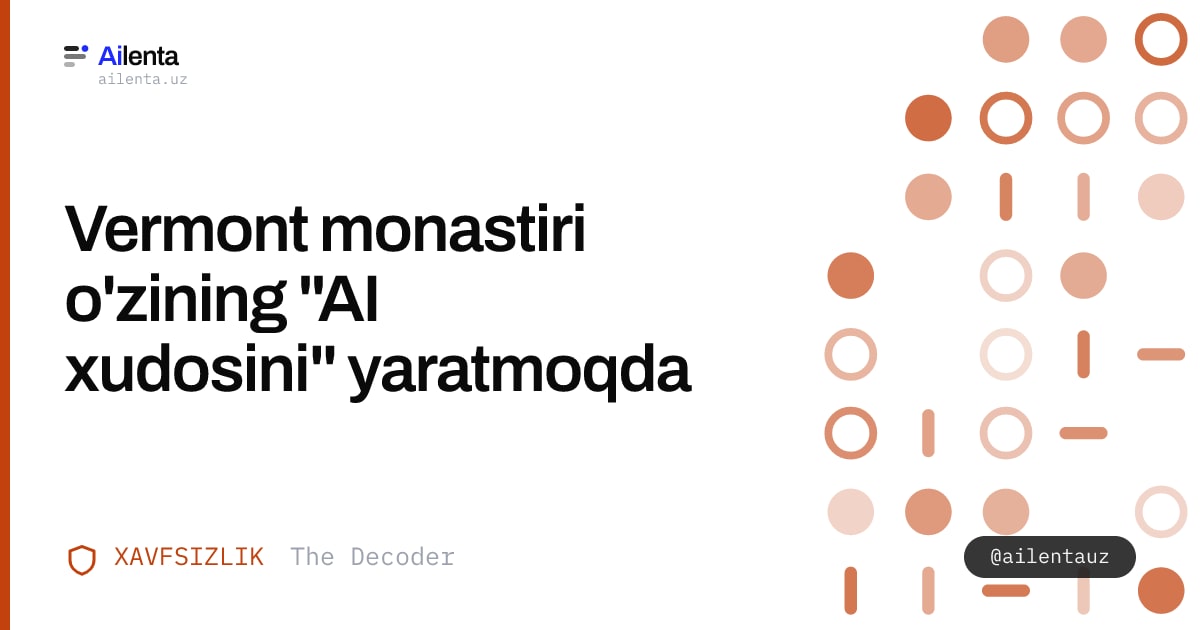 Ailenta
ailenta.uz
Vermont monastiri
o'zining "AI
xudosini" yaratmoqda
XAVFSIZLIK The Decoder
@ailentauz